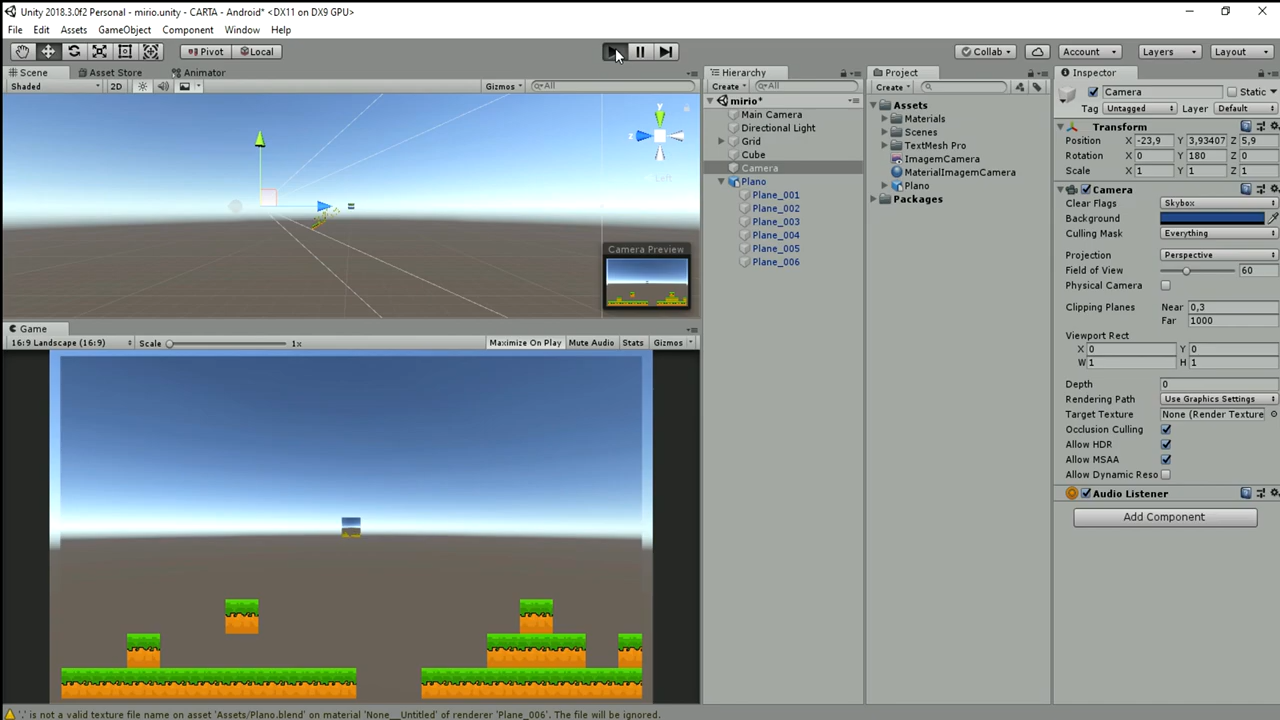 Unity 2018.3.0f2 Personal - mirio.unity - CARTA - Android* <DX11 on DX9 GPU>
File Edit Assets GameObject Component Window Help
Pivot Local Collab Account Layers Layout
Scene Asset Store Animator
Shaded 2D Gizmos All
y
z
Left
Camera Preview
Game
16:9 Landscape (16:9) Scale 1x Maximize On Play Mute Audio Stats Gizmos
Hierarchy
Create All
mirio*
Main Camera
Directional Light
Grid
Cube
Camera
Plano
Plane_001
Plane_002
Plane_003
Plane_004
Plane_005
Plane_006
Project
Create
Assets
Materials
Scenes
TextMesh Pro
ImagemCamera
MaterialImagemCamera
Plano
Packages
Inspector
Camera Static
Tag Untagged Layer Default
Transform
Position X -23,9 Y 3,93407 Z 5,9
Rotation X 0 Y 180 Z 0
Scale X 1 Y 1 Z 1
Camera
Clear Flags Skybox
Background
Culling Mask Everything
Projection Perspective
Field of View 60
Physical Camera
Clipping Planes Near 0,3
Far 1000
Viewport Rect
X 0 Y 0
W 1 H 1
Depth 0
Rendering Path Use Graphics Settings
Target Texture None (Render Texture
Occlusion Culling
Allow HDR
Allow MSAA
Allow Dynamic Reso
Audio Listener
Add Component
'.' is not a valid texture file name on asset 'Assets/Plano.blend' on material 'None__Untitled' of renderer 'Plane_006'. The file will be ignored.